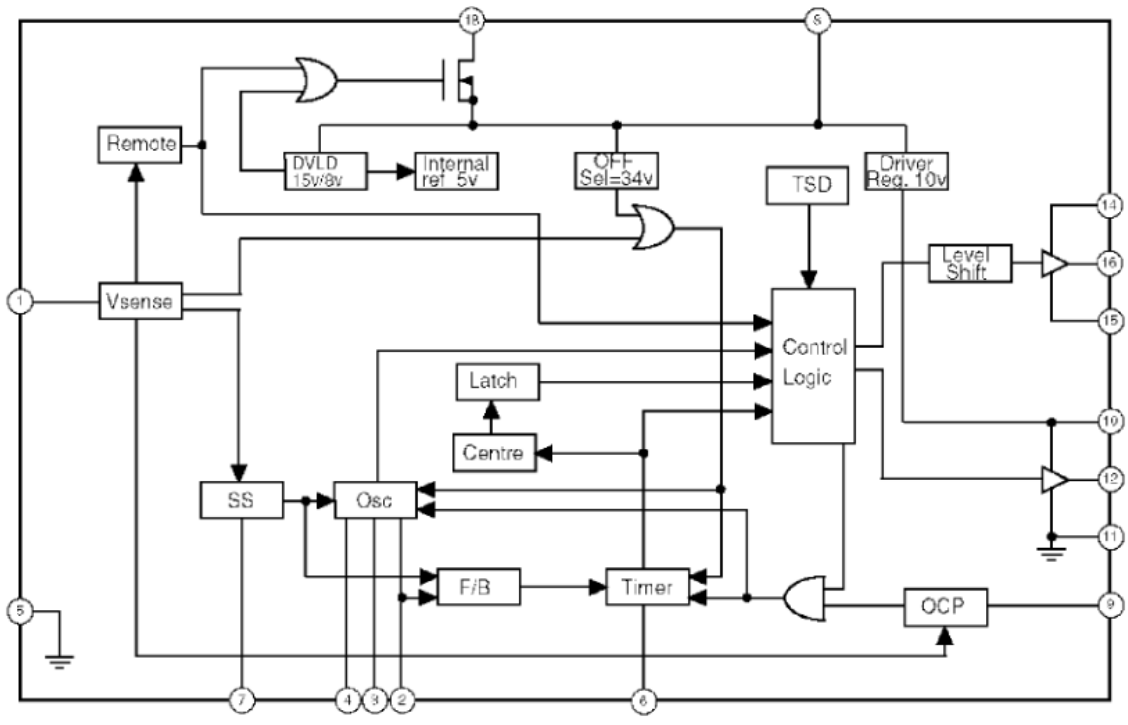 18
8
Remote
DVLD
15v/8v
Internal
ref 5v
OFF
Sel=34v
Driver
Reg. 10v
TSD
14
Level
Shift
16
1
Vsense
15
Control
Logic
Latch
10
Centre
12
SS
Osc
11
F/B
Timer
OCP
9
5
7
4
3
2
6